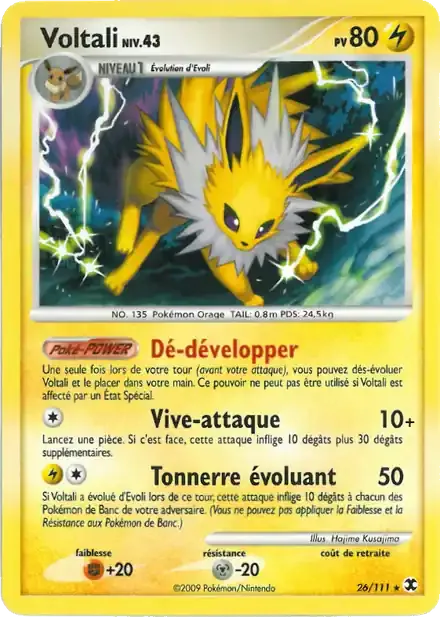 Voltali NIV.43 PV 80
NIVEAU 1 Évolution d'Evoli
NO. 135 Pokémon Orage TAIL: 0.8m PDS: 24,5kg
Poké-POWER Dé-développer
Une seule fois lors de votre tour (avant votre attaque), vous pouvez dés-évoluer
Voltali et le placer dans votre main. Ce pouvoir ne peut pas être utilisé si Voltali est
affecté par un État Spécial.
Vive-attaque 10+
Lancez une pièce. Si c'est face, cette attaque inflige 10 dégâts plus 30 dégâts
supplémentaires.
Tonnerre évoluant 50
Si Voltali a évolué d'Evoli lors de ce tour, cette attaque inflige 10 dégâts à chacun des
Pokémon de Banc de votre adversaire. (Vous ne pouvez pas appliquer la Faiblesse et la
Résistance aux Pokémon de Banc.)
Illus. Hajime Kusajima
faiblesse résistance coût de retraite
+20 -20
©2009 Pokémon/Nintendo 26/111